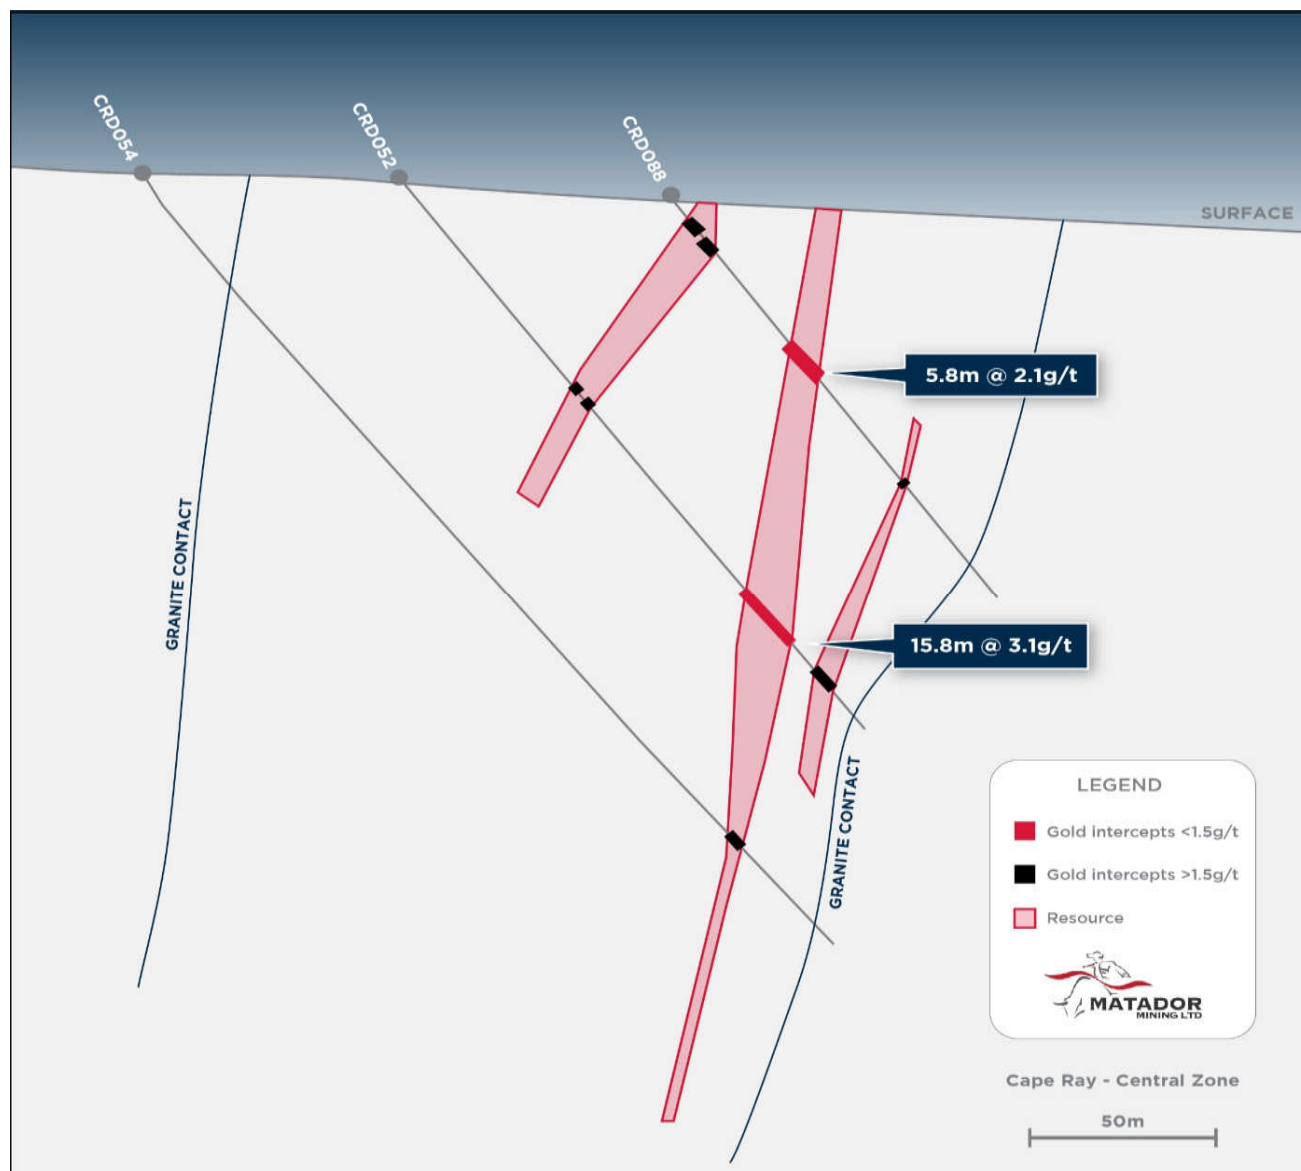 CRD054
CRD052
CRD088
SURFACE
5.8m @ 2.1g/t
GRANITE CONTACT
15.8m @ 3.1g/t
GRANITE CONTACT
LEGEND
Gold intercepts <1.5g/t
Gold intercepts >1.5g/t
Resource
MATADOR
MINING LTD
Cape Ray - Central Zone
50m